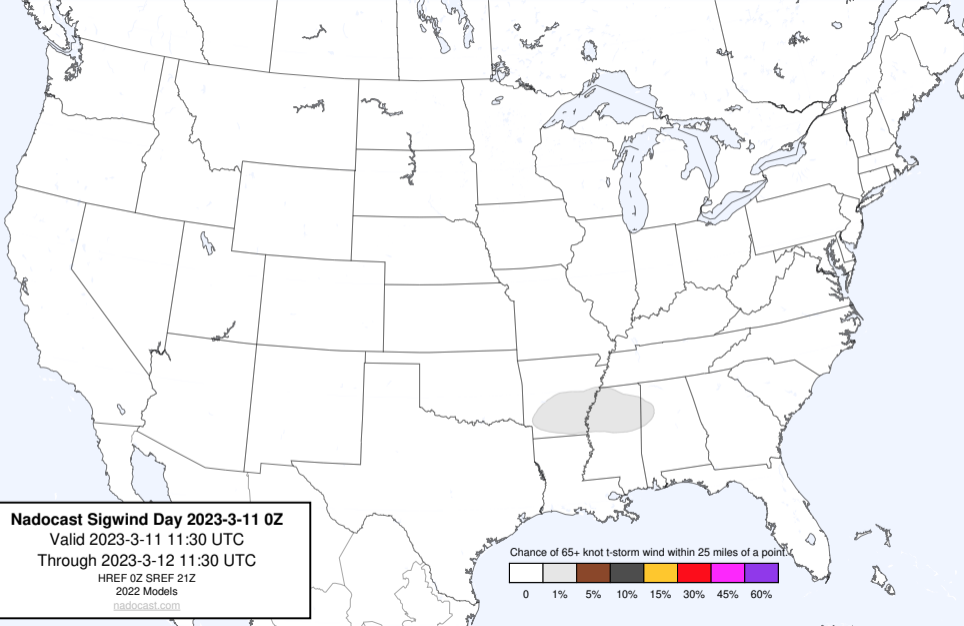 Nadocast Sigwind Day 2023-3-11 0Z
Valid 2023-3-11 11:30 UTC
Through 2023-3-12 11:30 UTC
HREF 0Z SREF 21Z
2022 Models
nadocast.com
Chance of 65+ knot t-storm wind within 25 miles of a point.
0 1% 5% 10% 15% 30% 45% 60%